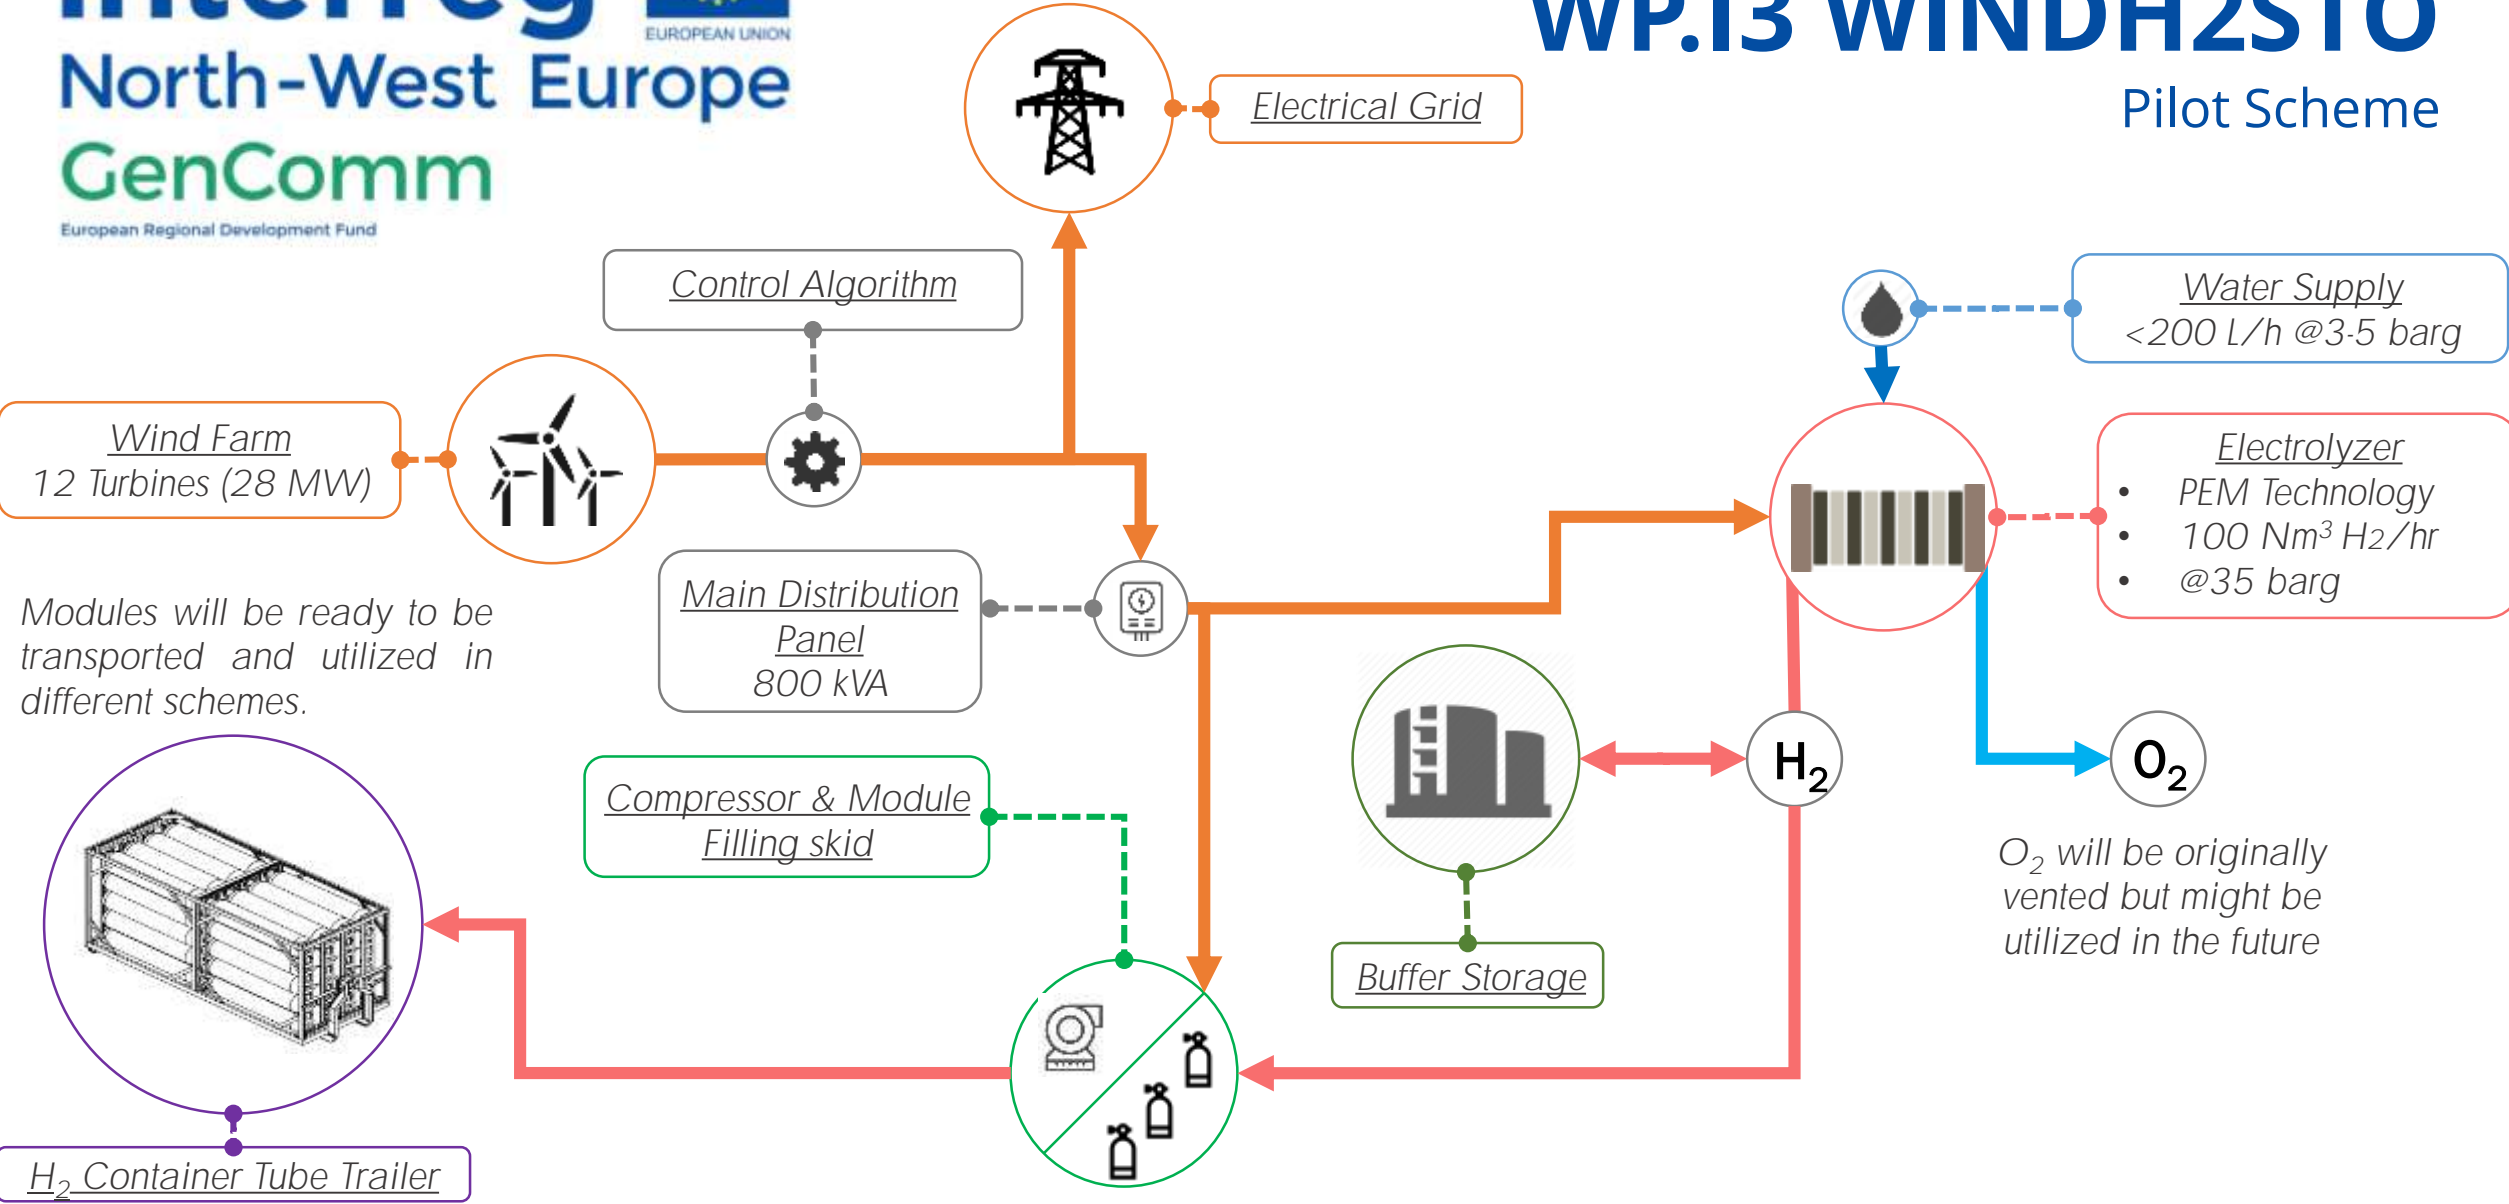 Interreg
EUROPEAN UNION
North-West Europe
GenComm
European Regional Development Fund
WP.I3 WINDH2STO
Pilot Scheme
Electrical Grid
Control Algorithm
Water Supply
<200 L/h @3-5 barg
Wind Farm
12 Turbines (28 MW)
Electrolyzer
• PEM Technology
• 100 Nm³ H2/hr
• @35 barg
Main Distribution
Panel
800 kVA
Modules will be ready to be
transported and utilized in
different schemes.
H₂
O₂
Compressor & Module
Filling skid
O₂ will be originally
vented but might be
utilized in the future
Buffer Storage
H₂ Container Tube Trailer